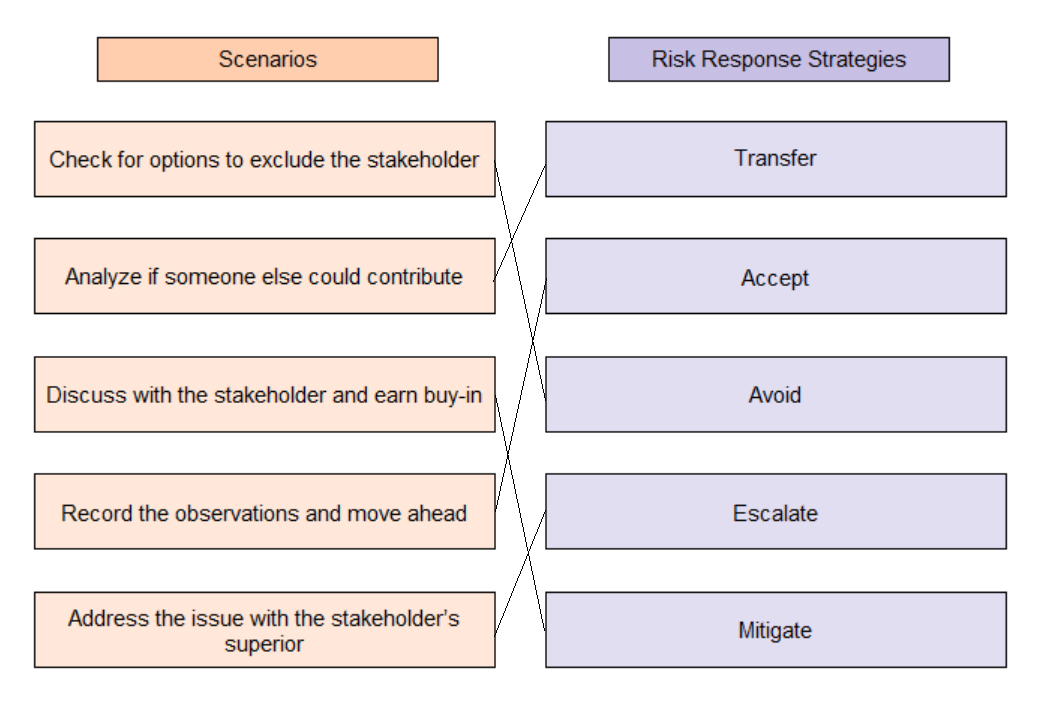 Scenarios
Risk Response Strategies
Check for options to exclude the stakeholder
Transfer
Analyze if someone else could contribute
Accept
Discuss with the stakeholder and earn buy-in
Avoid
Record the observations and move ahead
Escalate
Address the issue with the stakeholder’s
superior
Mitigate